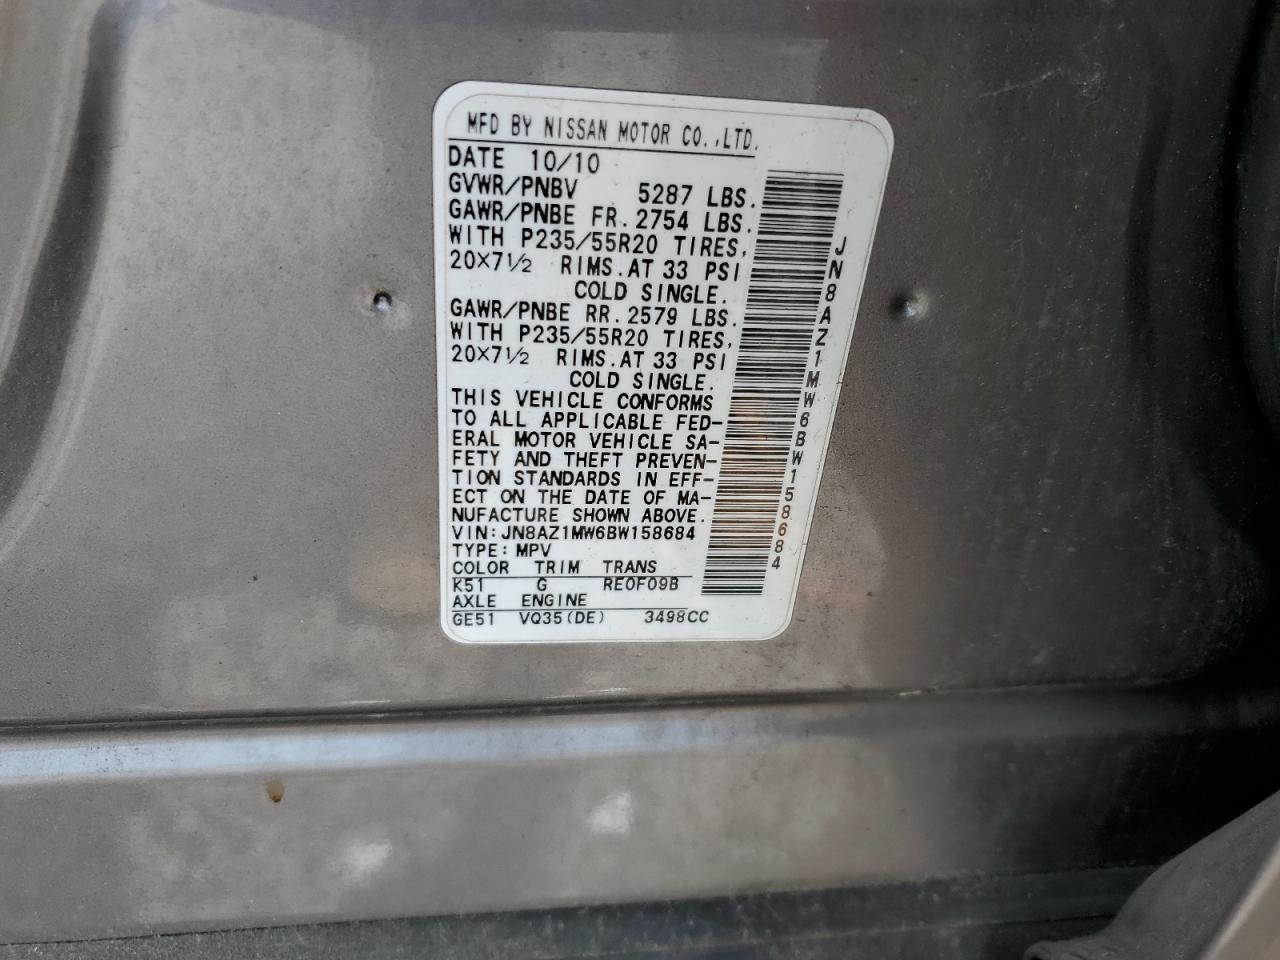 MFD BY NISSAN MOTOR CO.,LTD.
DATE 10/10
GVWR/PNBV 5287 LBS.
GAWR/PNBE FR. 2754 LBS.
WITH P235/55R20 TIRES,
20×7½ RIMS. AT 33 PSI
COLD SINGLE.
GAWR/PNBE RR. 2579 LBS.
WITH P235/55R20 TIRES,
20×7½ RIMS. AT 33 PSI
COLD SINGLE.
THIS VEHICLE CONFORMS
TO ALL APPLICABLE FED-
ERAL MOTOR VEHICLE SA-
FETY AND THEFT PREVEN-
TION STANDARDS IN EFF-
ECT ON THE DATE OF MA-
NUFACTURE SHOWN ABOVE.
VIN: JN8AZ1MW6BW158684
TYPE: MPV
COLOR TRIM TRANS
K51 G RE0F09B
AXLE ENGINE
GE51 VQ35(DE) 3498CC
JN8AZ1MW6BW158684